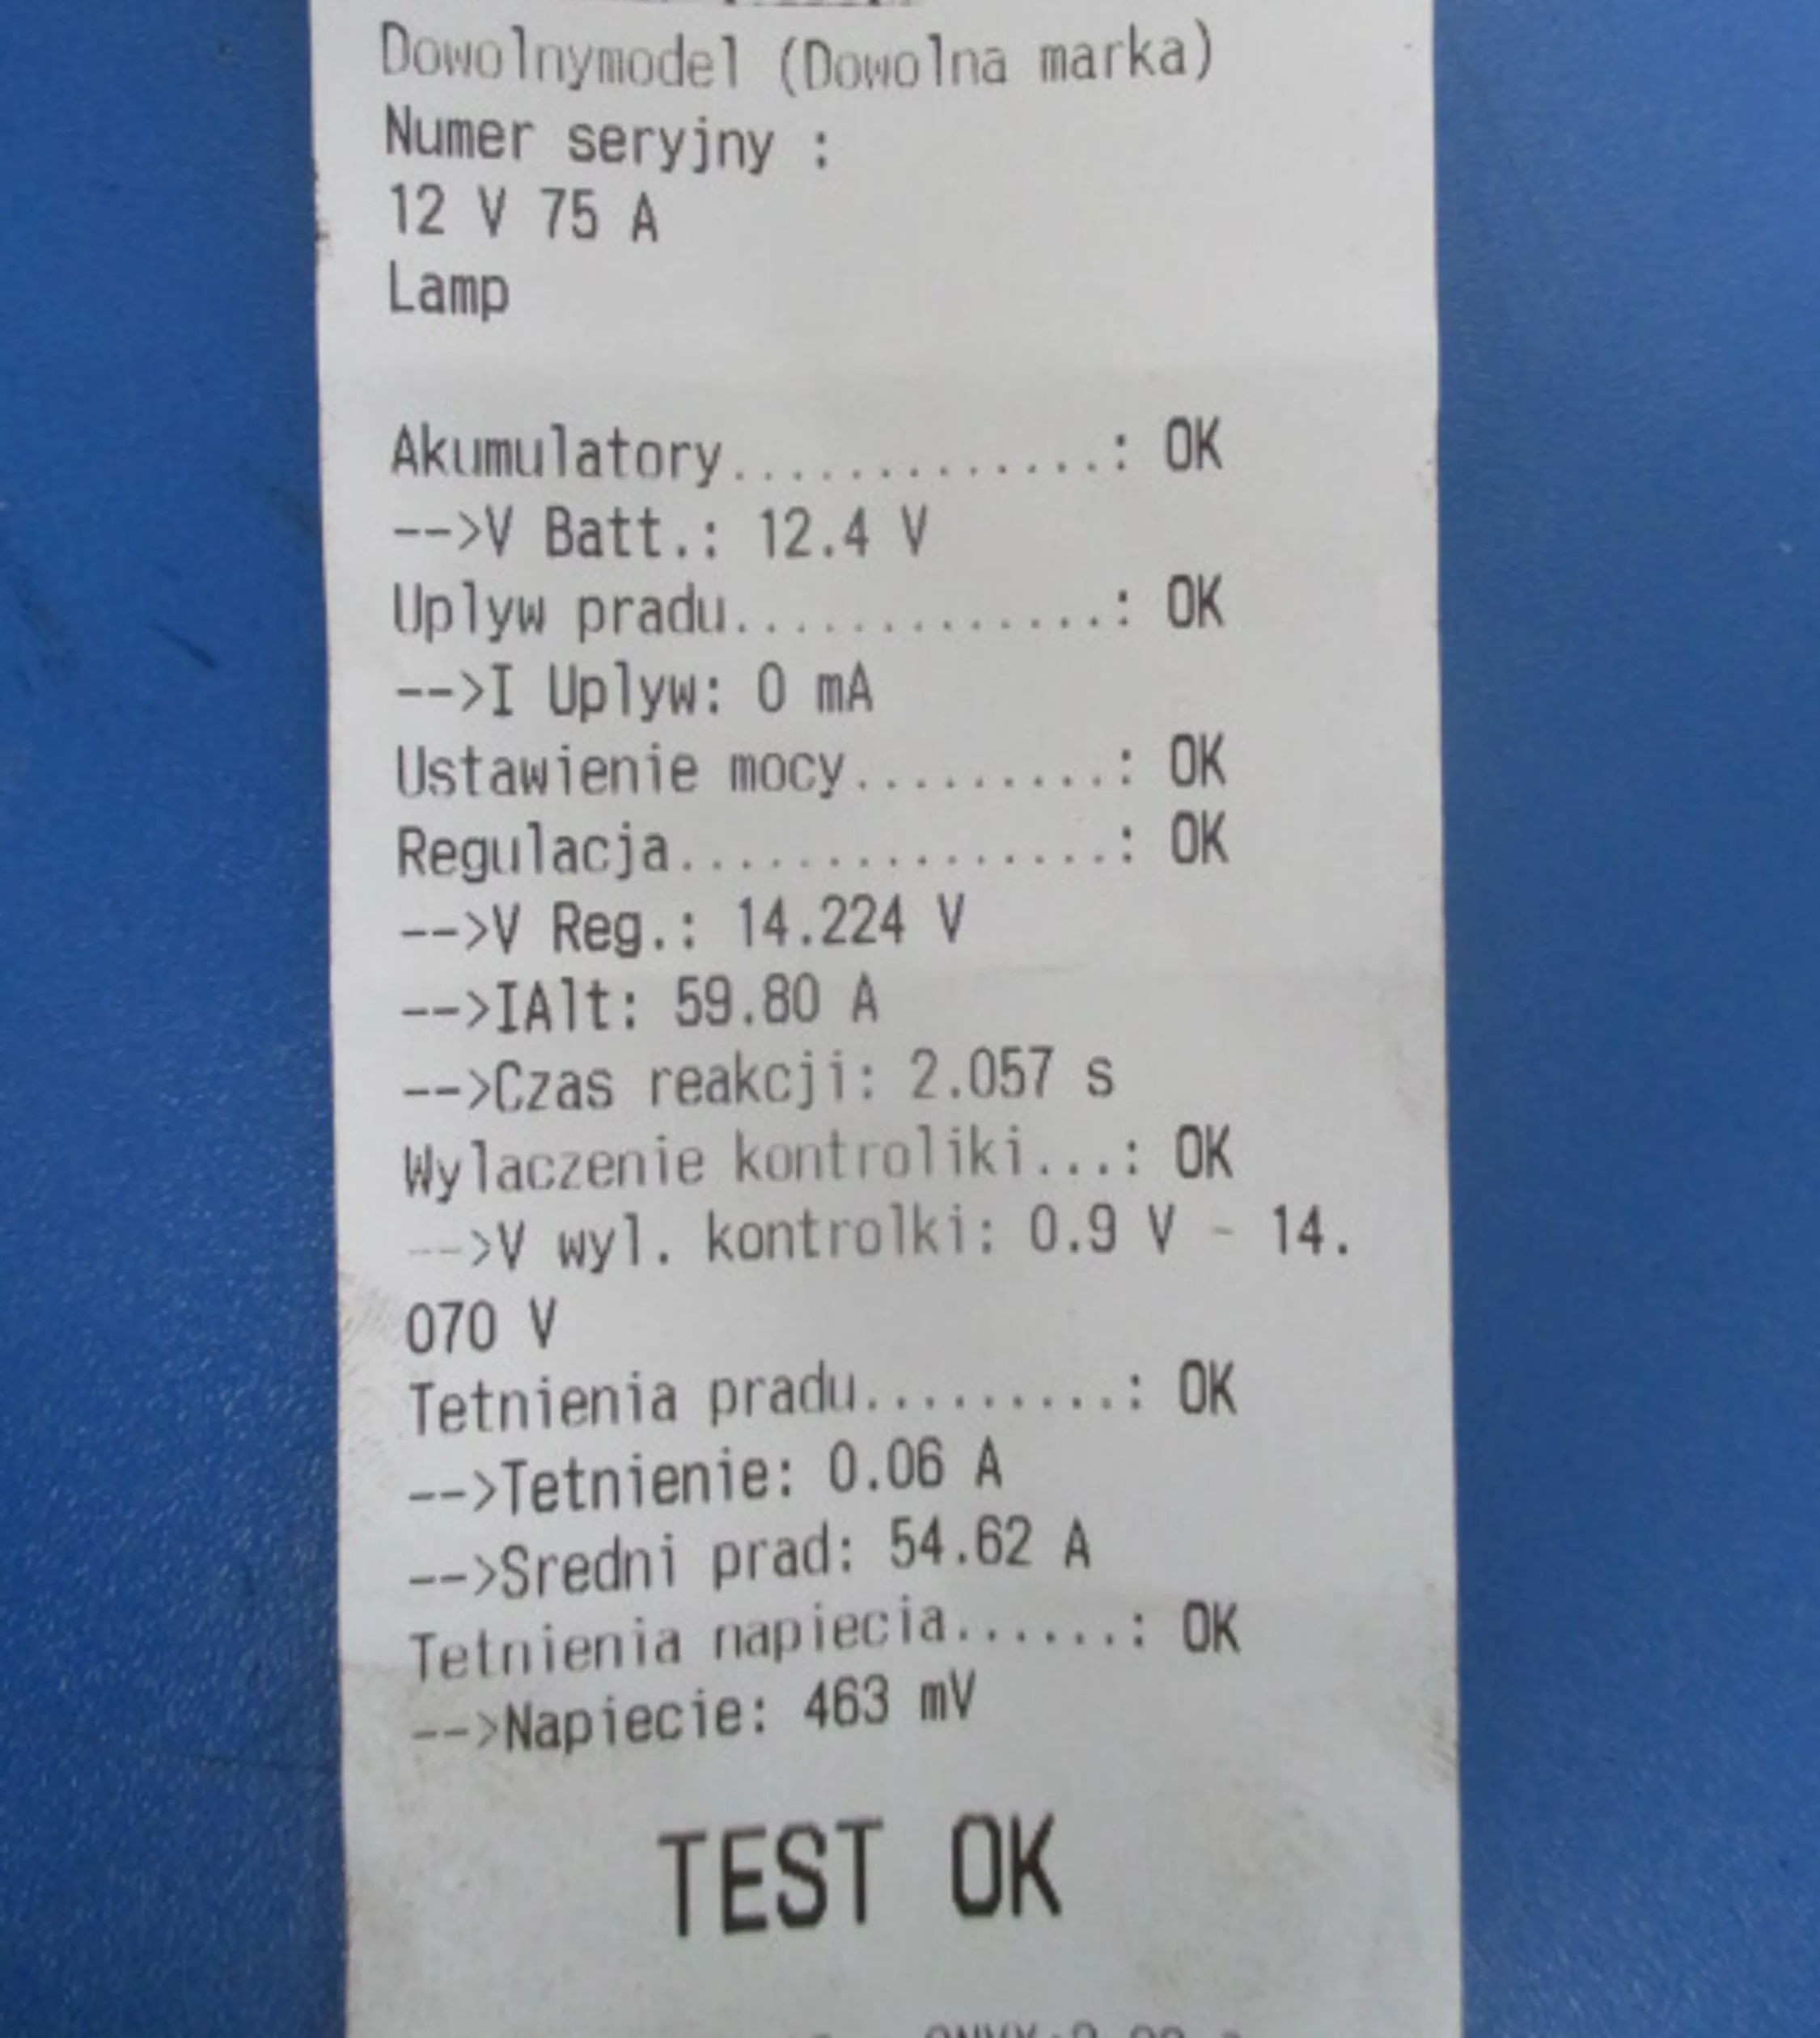 Dowolnymodel (Dowolna marka)
Numer seryjny :
12 V 75 A
Lamp
Akumulatory..............: OK
-->V Batt.: 12.4 V
Uplyw pradu..............: OK
-->I Uplyw: 0 mA
Ustawienie mocy..........: OK
Regulacja................: OK
-->V Reg.: 14.224 V
-->IAlt: 59.80 A
-->Czas reakcji: 2.057 s
Wylaczenie kontroliki...: OK
-->V wyl. kontrolki: 0.9 V - 14.
070 V
Tetnienia pradu..........: OK
-->Tetnienie: 0.06 A
-->Sredni prad: 54.62 A
Tetnienia napiecia......: OK
-->Napiecie: 463 mV
TEST OK